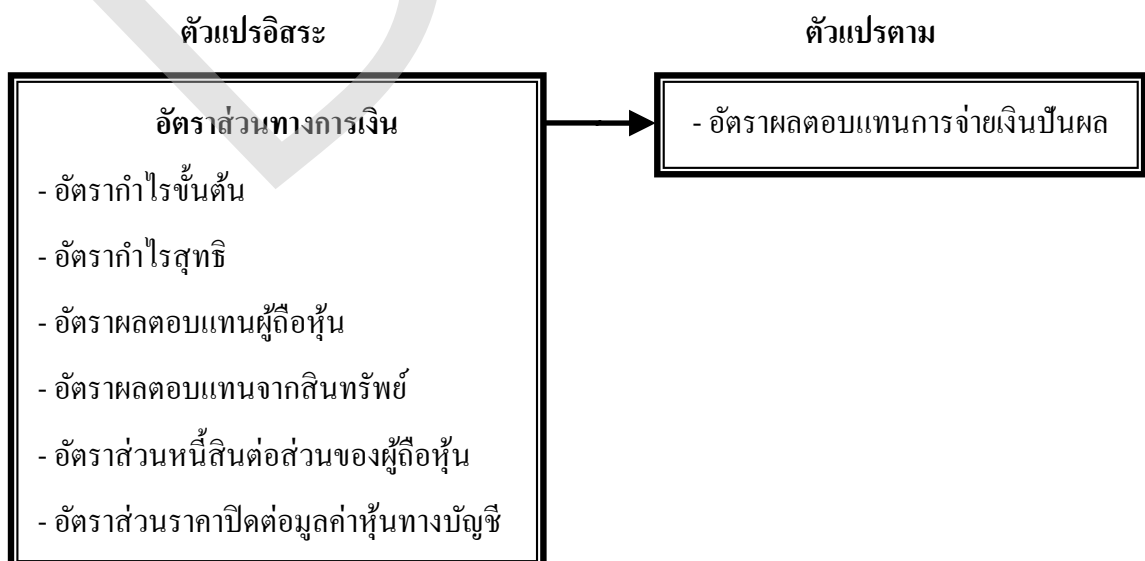 ตัวแปรอิสระ
ตัวแปรตาม
อัตราส่วนทางการเงิน
- อัตรากำไรขั้นต้น
- อัตรากำไรสุทธิ
- อัตราผลตอบแทนผู้ถือหุ้น
- อัตราผลตอบแทนจากสินทรัพย์
- อัตราส่วนหนี้สินต่อส่วนของผู้ถือหุ้น
- อัตราส่วนราคาปิดต่อมูลค่าหุ้นทางบัญชี
- อัตราผลตอบแทนการจ่ายเงินปันผล